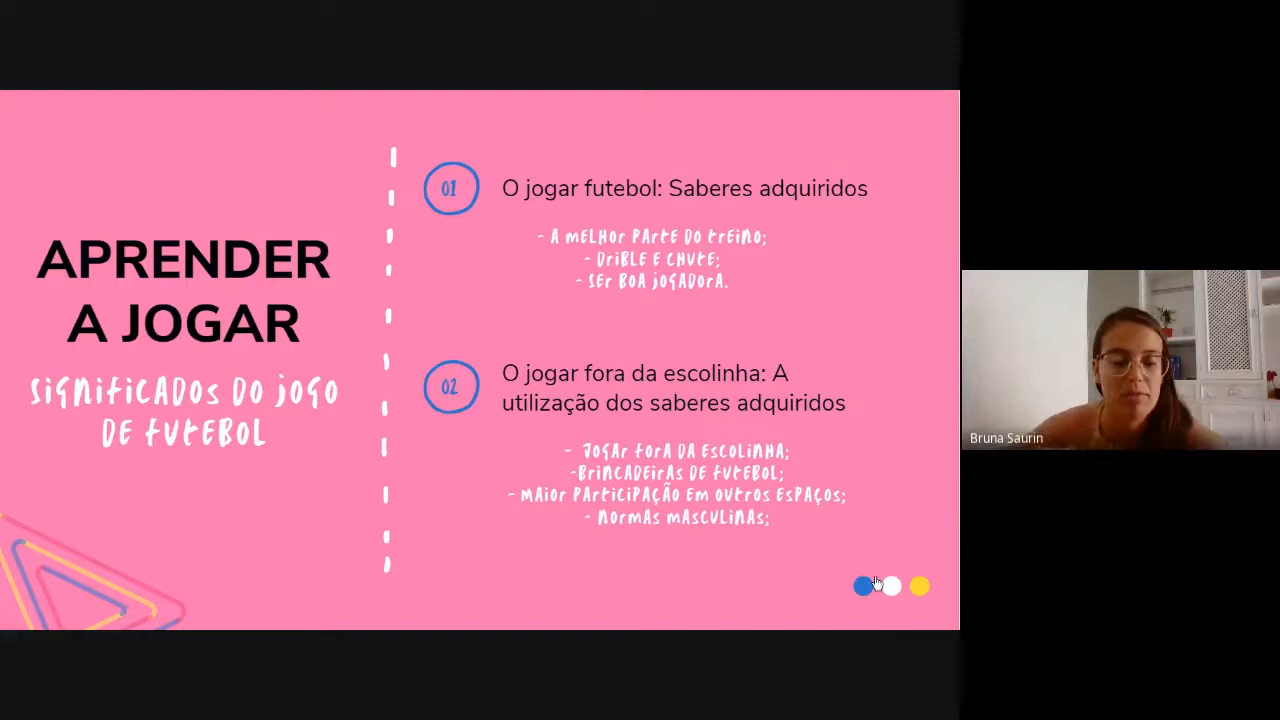 APRENDER
A JOGAR
SIGNIFICADOS DO JOGO
DE FUTEBOL
01
O jogar futebol: Saberes adquiridos
- A MELHOR PARTE DO TREINO;
- DRIBLE E CHUTE;
- SER BOA JOGADORA.
02
O jogar fora da escolinha: A
utilização dos saberes adquiridos
- JOGAR FORA DA ESCOLINHA;
-BRINCADEIRAS DE FUTEBOL;
- MAIOR PARTICIPAÇÃO EM OUTROS ESPAÇOS;
- NORMAS MASCULINAS;
Bruna Saurin